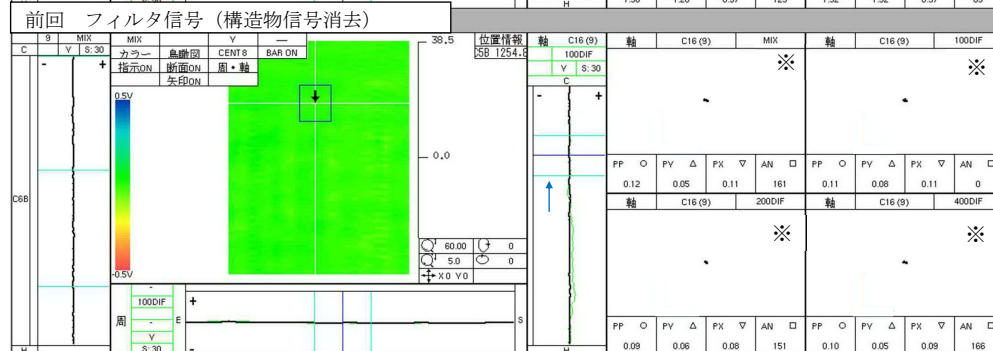 前回　フィルタ信号（構造物信号消去）
9 MIX
C Y S:30
- +
C6B
MIX Y —
カラー 鳥瞰図 CENT8 BAR ON
指示ON 断面ON 周・軸
矢印ON
0.5V
-0.5V
38.5
0.0
位置情報
60.00 0
5.0 0
X0 Y0
- 
100DIF
周 -
Y
S:30
+
E S
-
軸 C16(9)
100DIF
Y S:30
C
- +
H
軸 C16(9) MIX
※
PP ○ PY △ PX ▽ AN □
0.12 0.05 0.11 161
軸 C16(9) 100DIF
※
PP ○ PY △ PX ▽ AN □
0.11 0.08 0.11 0
軸 C16(9) 200DIF
※
PP ○ PY △ PX ▽ AN □
0.09 0.06 0.08 151
軸 C16(9) 400DIF
※
PP ○ PY △ PX ▽ AN □
0.10 0.05 0.09 166